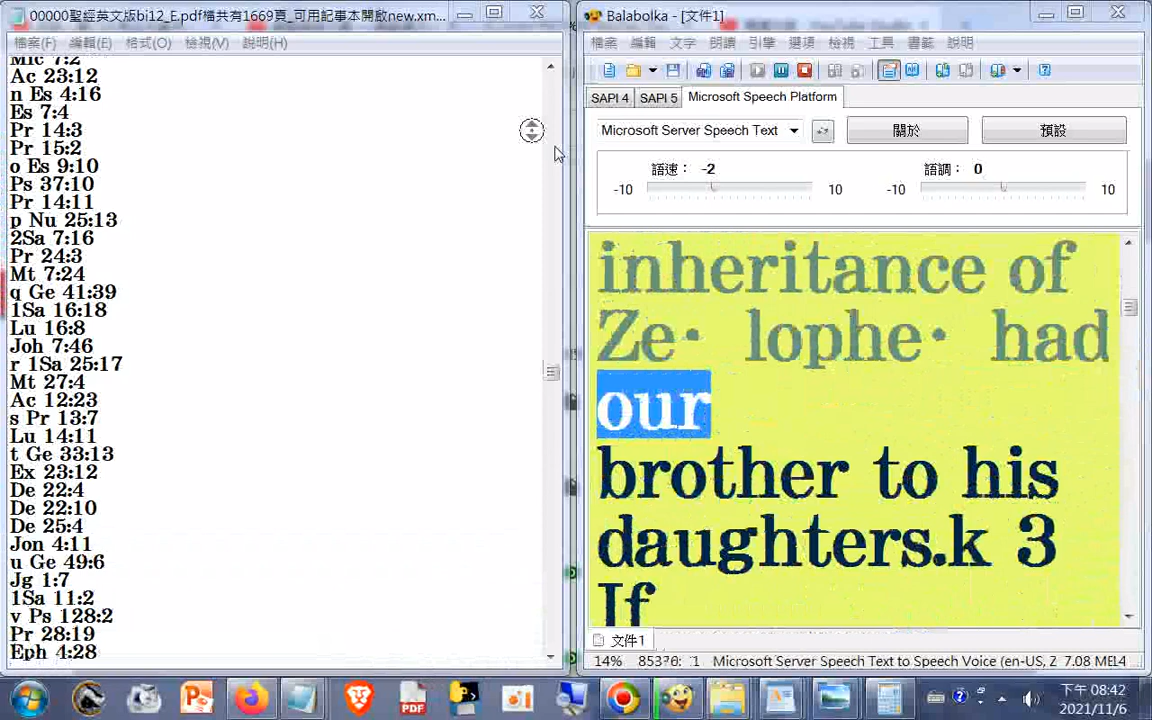 00000聖經英文版bi12_E.pdf檔共有1669頁_可用記事本開啟new.xm...
檔案(F) 編輯(E) 格式(O) 檢視(V) 說明(H)
Mic 7:2
Ac 23:12
n Es 4:16
Es 7:4
Pr 14:3
Pr 15:2
o Es 9:10
Ps 37:10
Pr 14:11
p Nu 25:13
2Sa 7:16
Pr 24:3
Mt 7:24
q Ge 41:39
1Sa 16:18
Lu 16:8
Joh 7:46
r 1Sa 25:17
Mt 27:4
Ac 12:23
s Pr 13:7
Lu 14:11
t Ge 33:13
Ex 23:12
De 22:4
De 22:10
De 25:4
Jon 4:11
u Ge 49:6
Jg 1:7
1Sa 11:2
v Ps 128:2
Pr 28:19
Eph 4:28
Balabolka - [文件1]
檔案 編輯 文字 朗讀 引擎 選項 檢視 工具 書籤 說明
SAPI 4 SAPI 5 Microsoft Speech Platform
Microsoft Server Speech Text 關於 預設
語速： -2 語調： 0
-10 10 -10 10
inheritance of
Ze· lophe· had
our
brother to his
daughters.k 3
If
文件1
14% 85376: 1 Microsoft Server Speech Text to Speech Voice (en-US, Z 7.08 ME14
PDF
下午 08:42
2021/11/6